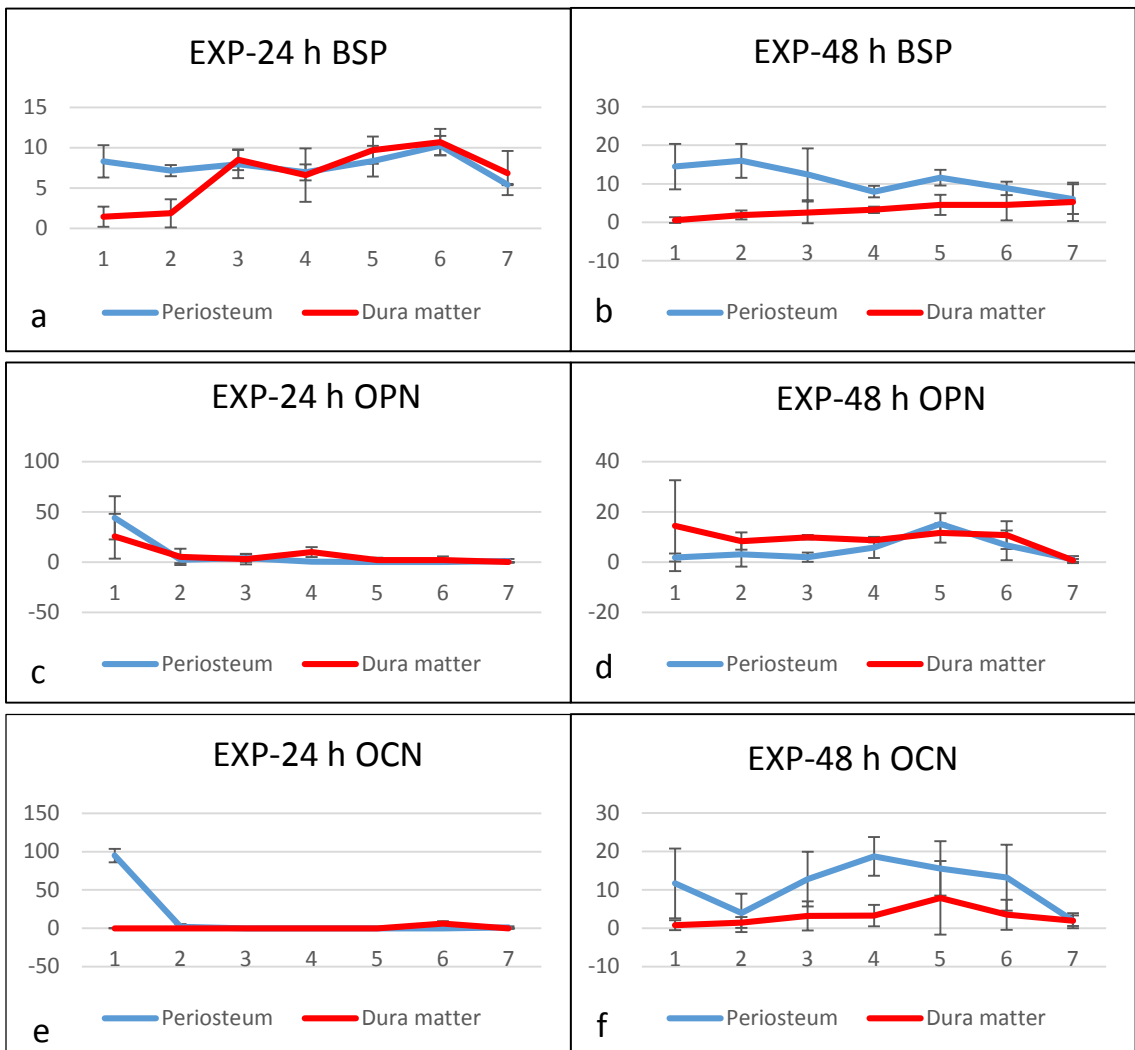 EXP-24 h BSP
15
10
5
0
1 2 3 4 5 6 7
Periosteum Dura matter
a
EXP-48 h BSP
30
20
10
0
-10
1 2 3 4 5 6 7
Periosteum Dura matter
b
EXP-24 h OPN
100
50
0
-50
1 2 3 4 5 6 7
Periosteum Dura matter
c
EXP-48 h OPN
40
20
0
-20
1 2 3 4 5 6 7
Periosteum Dura matter
d
EXP-24 h OCN
150
100
50
0
-50
1 2 3 4 5 6 7
Periosteum Dura matter
e
EXP-48 h OCN
30
20
10
0
-10
1 2 3 4 5 6 7
Periosteum Dura matter
f